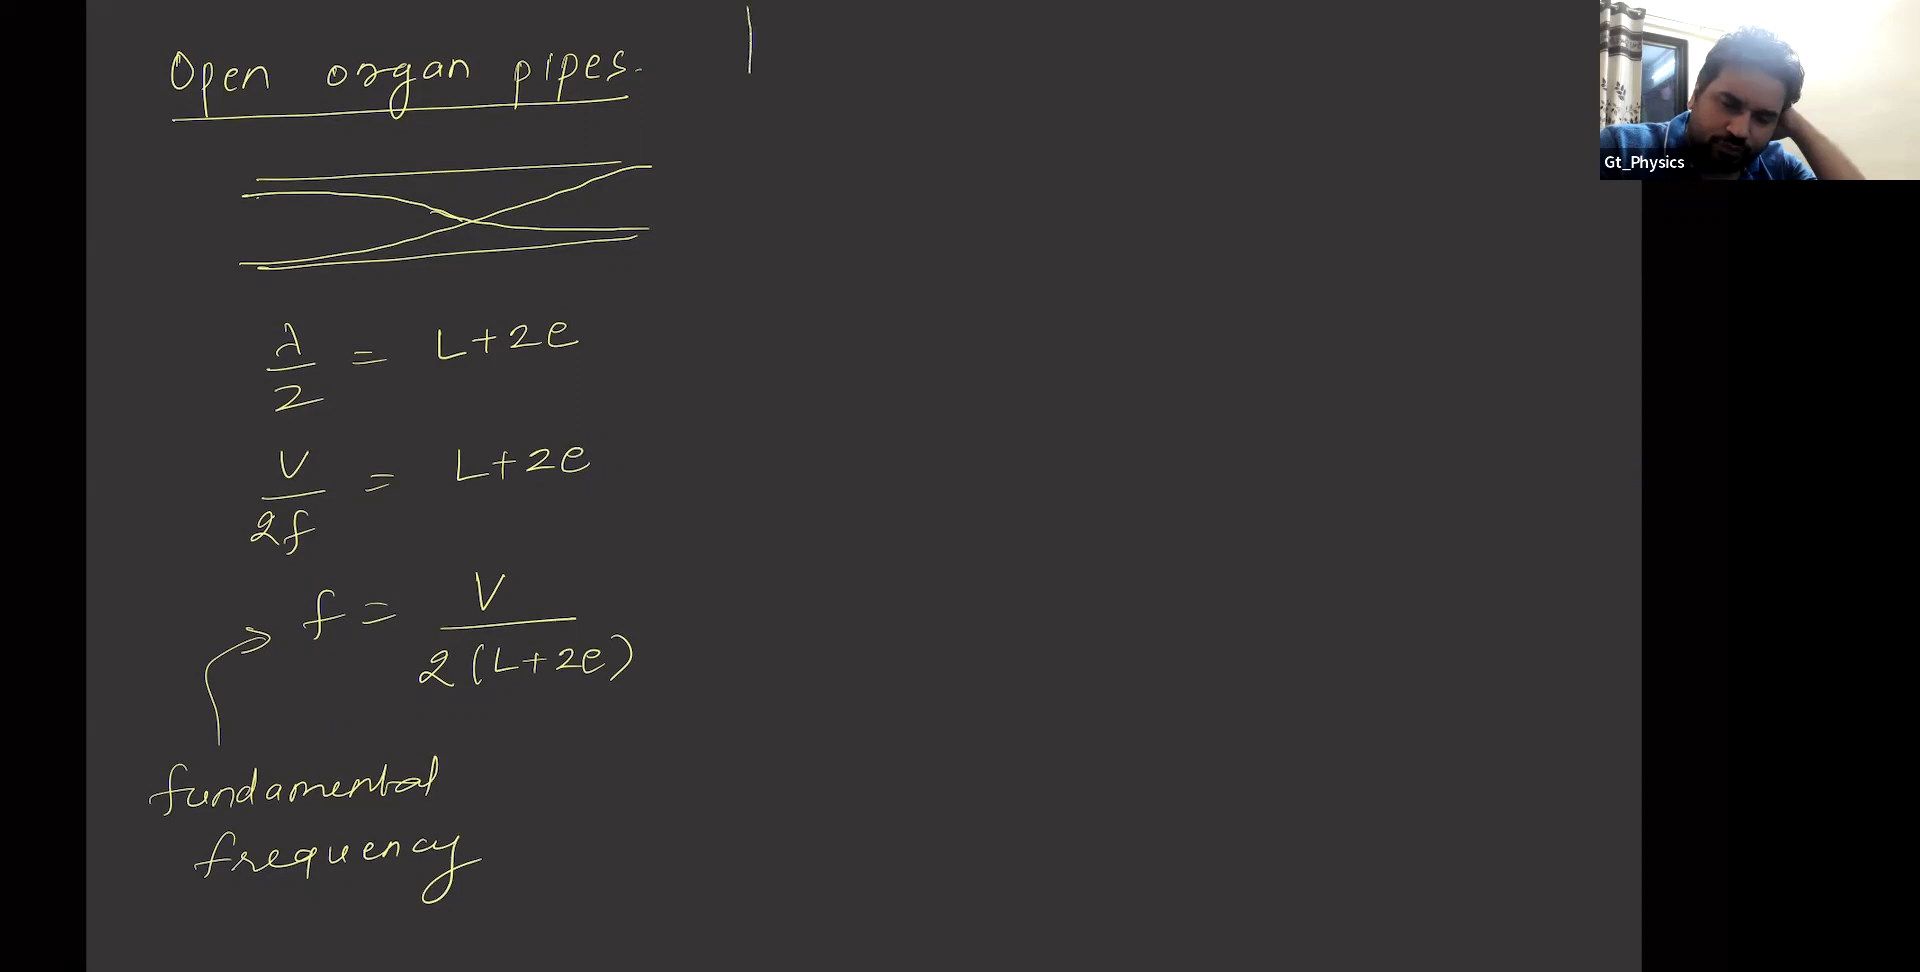 Open organ pipes.
λ/2 = L+2e
V/2f = L+2e
f = V/2(L+2e)
fundamental
frequency
Gt_Physics